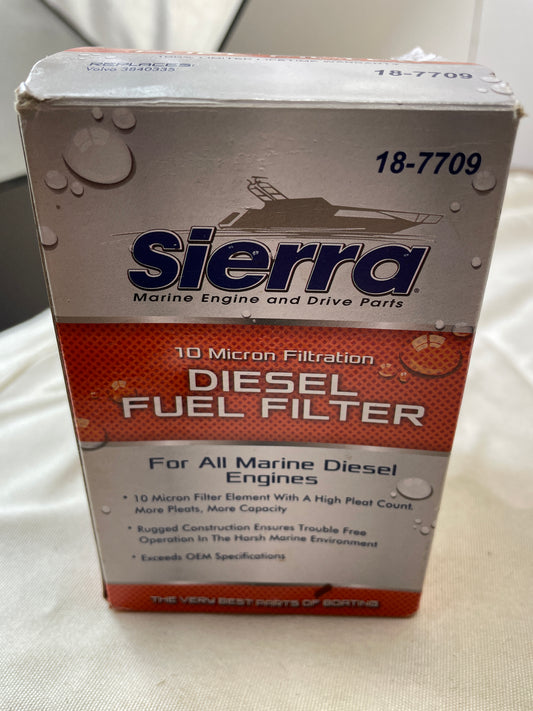 REPLACES:
Volvo 3840335
18-7709
18-7709
Sierra
Marine Engine and Drive Parts
10 Micron Filtration
DIESEL
FUEL FILTER
For All Marine Diesel
Engines
* 10 Micron Filter Element With A High Pleat Count.
More Pleats, More Capacity
* Rugged Construction Ensures Trouble Free
Operation In The Harsh Marine Environment
* Exceeds OEM Specifications
THE VERY BEST PARTS OF BOATING